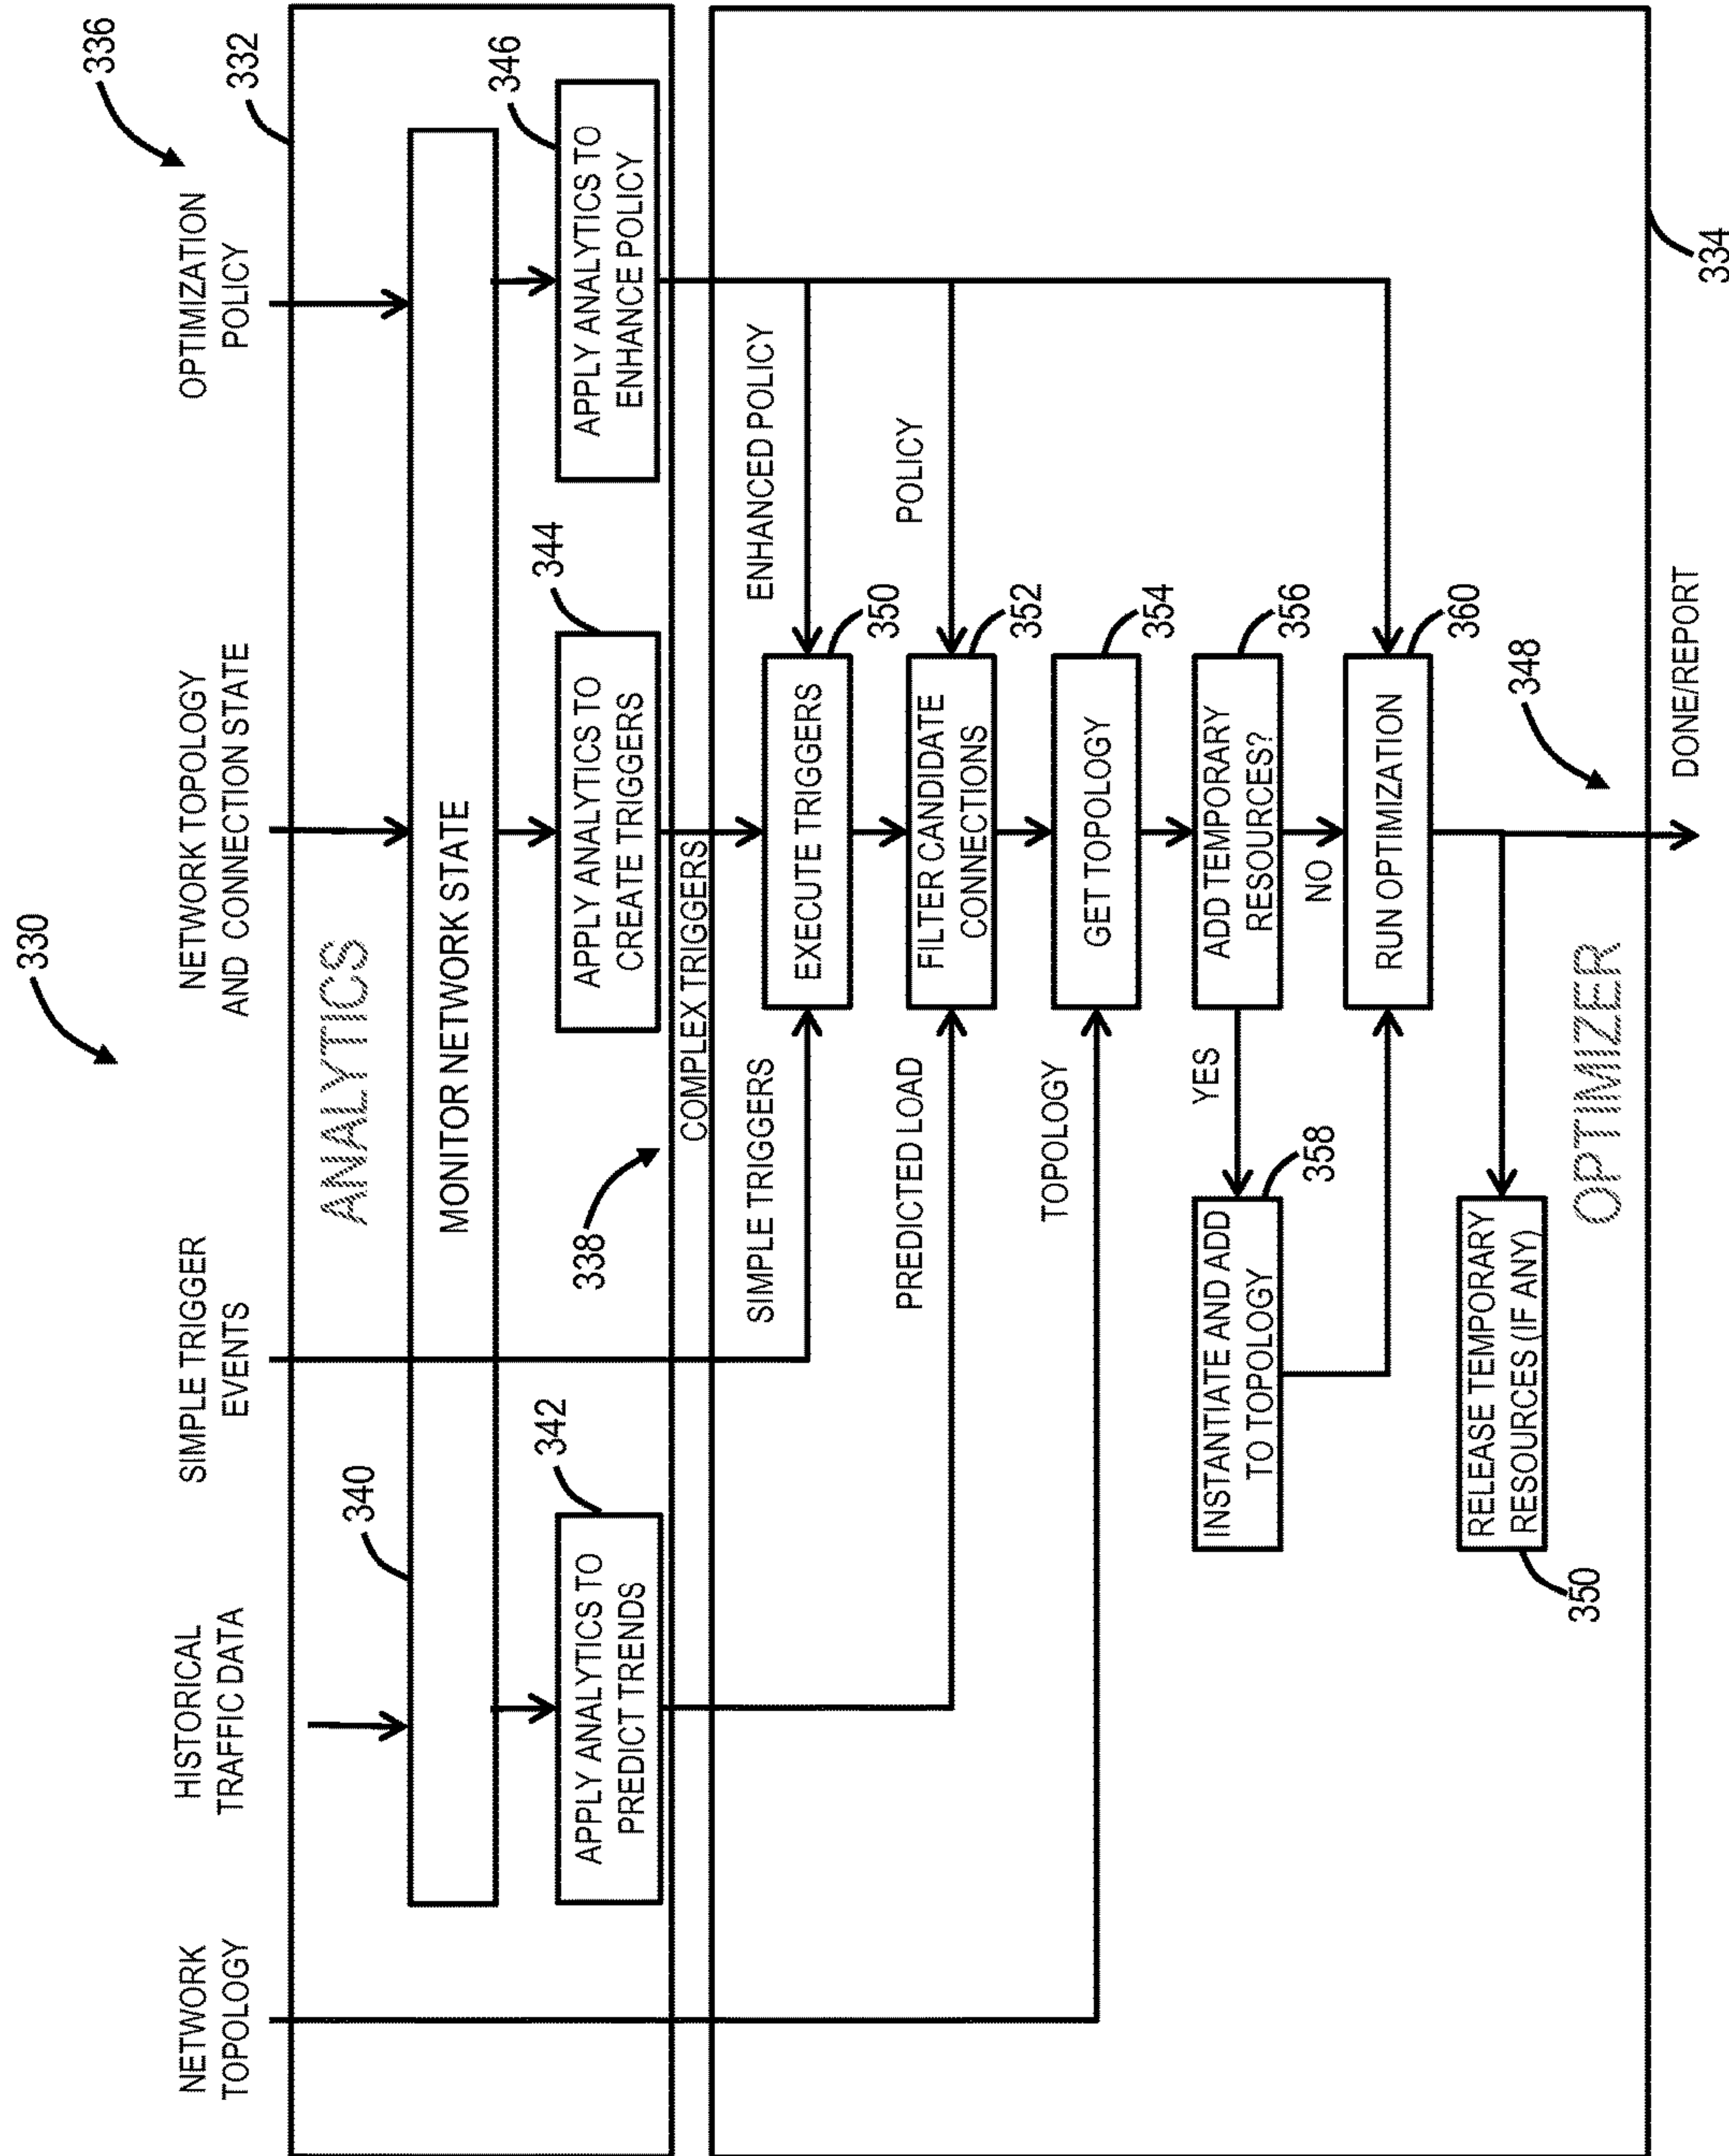 330
336
NETWORK
TOPOLOGY
HISTORICAL
TRAFFIC DATA
SIMPLE TRIGGER
EVENTS
NETWORK TOPOLOGY
AND CONNECTION STATE
OPTIMIZATION
POLICY
332
ANALYTICS
340
MONITOR NETWORK STATE
342
344
346
APPLY ANALYTICS TO
PREDICT TRENDS
APPLY ANALYTICS TO
CREATE TRIGGERS
APPLY ANALYTICS TO
ENHANCE POLICY
338
COMPLEX TRIGGERS
SIMPLE TRIGGERS
ENHANCED POLICY
EXECUTE TRIGGERS
350
PREDICTED LOAD
POLICY
FILTER CANDIDATE
CONNECTIONS
352
TOPOLOGY
GET TOPOLOGY
354
ADD TEMPORARY
RESOURCES?
356
YES
NO
358
INSTANTIATE AND ADD
TO TOPOLOGY
RUN OPTIMIZATION
360
RELEASE TEMPORARY
RESOURCES (IF ANY)
350
348
OPTIMIZER
334
DONE/REPORT